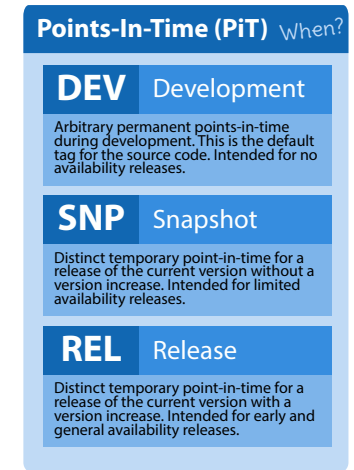 Points-In-Time (PiT) When?
DEV Development
Arbitrary permanent points-in-time
during development. This is the default
tag for the source code. Intended for no
availability releases.
SNP Snapshot
Distinct temporary point-in-time for a
release of the current version without a
version increase. Intended for limited
availability releases.
REL Release
Distinct temporary point-in-time for a
release of the current version with a
version increase. Intended for early and
general availability releases.